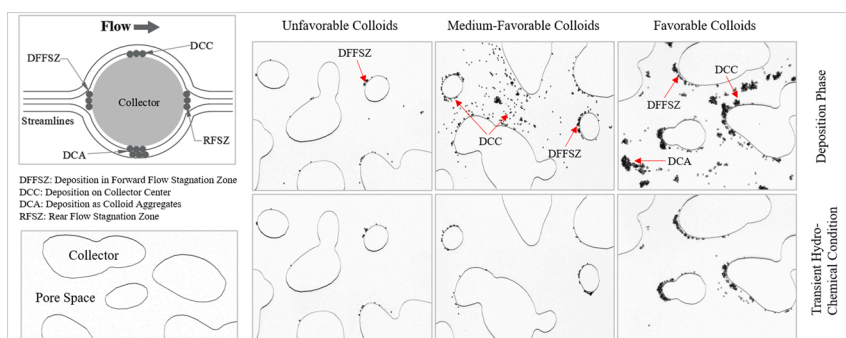 Flow
DCC
DFFSZ
Collector
Streamlines
RFSZ
DCA
DFFSZ: Deposition in Forward Flow Stagnation Zone
DCC: Deposition on Collector Center
DCA: Deposition as Colloid Aggregates
RFSZ: Rear Flow Stagnation Zone
Collector
Pore Space
Unfavorable Colloids
Medium-Favorable Colloids
Favorable Colloids
DFFSZ
DCC
DFFSZ
DCC
DFFSZ
DCA
Deposition Phase
Transient Hydro-
Chemical Condition